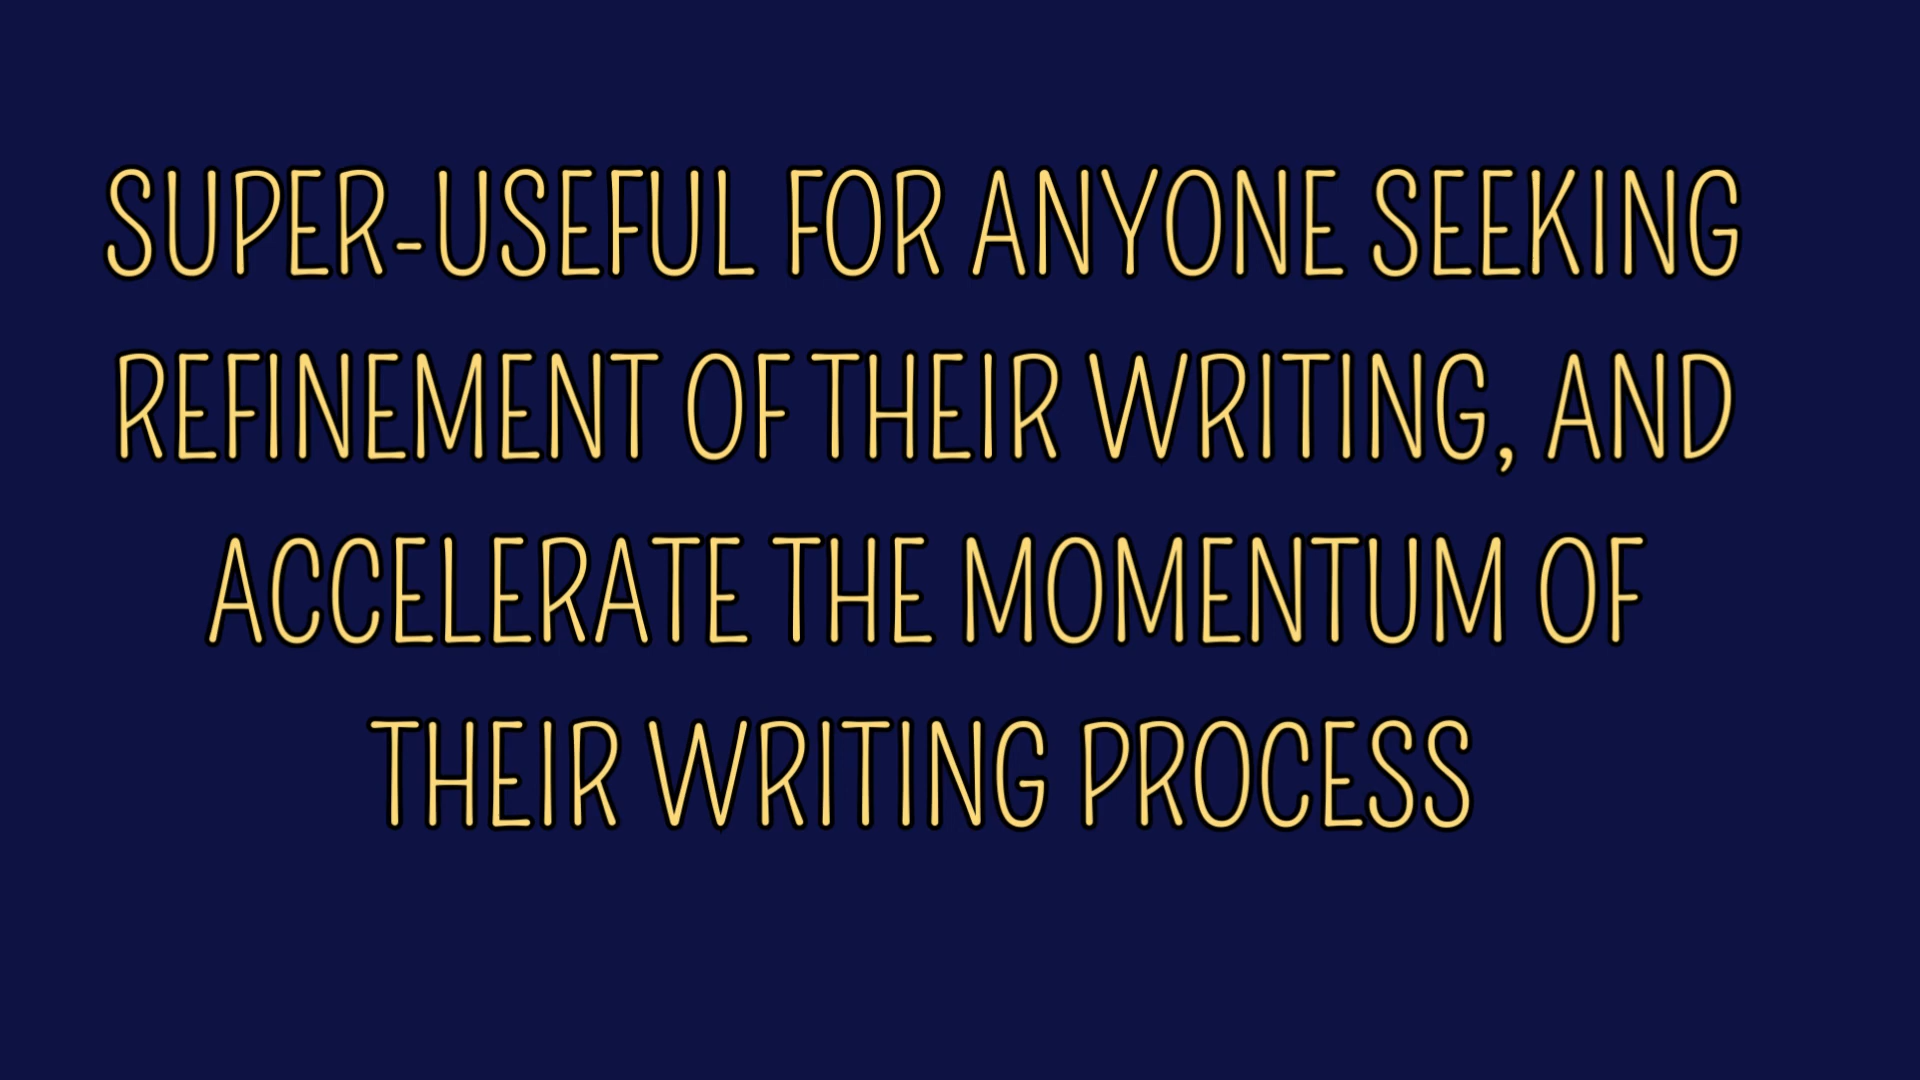 SUPER-USEFUL FOR ANYONE SEEKING
REFINEMENT OF THEIR WRITING, AND
ACCELERATE THE MOMENTUM OF
THEIR WRITING PROCESS